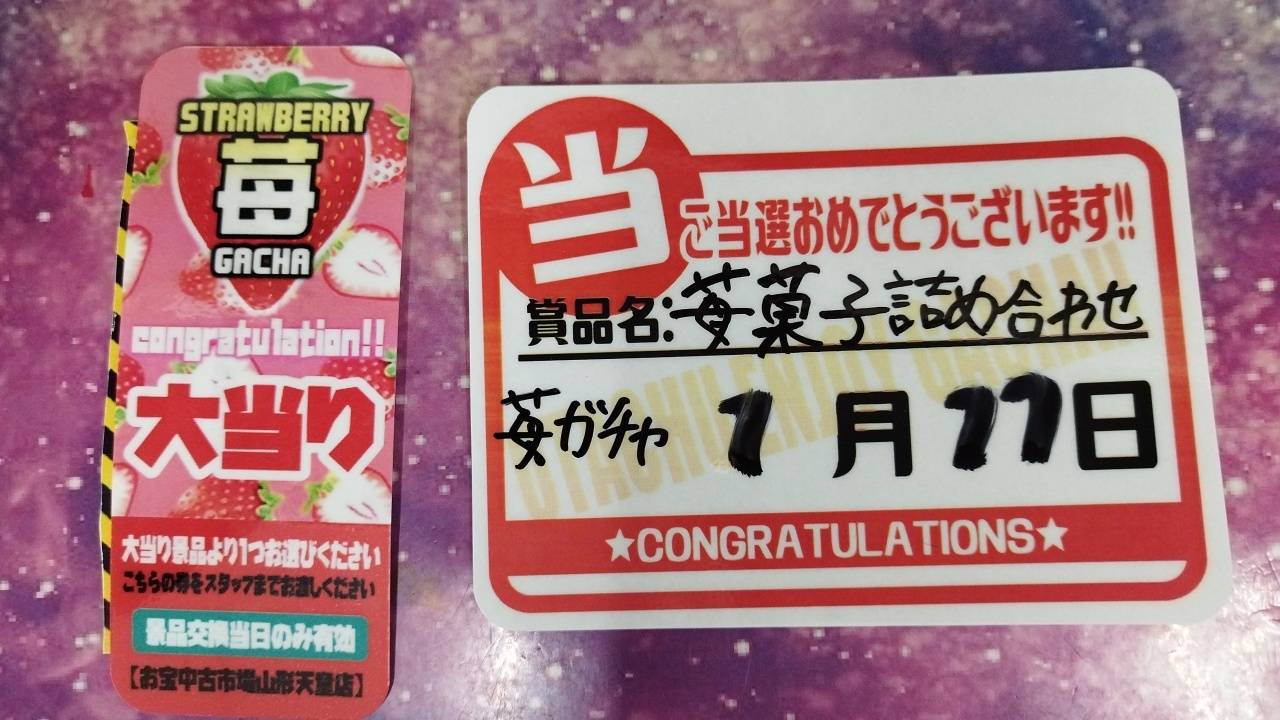 STRAWBERRY
苺
GACHA
congratulation!!
大当り
大当り景品より1つお選びください
こちらの券をスタッフまでお渡しください
景品交換当日のみ有効
【お宝中古市場山形天童店】
当
ご当選おめでとうございます!!
賞品名:苺菓子詰め合わせ
苺ガチャ 1月17日
★CONGRATULATIONS★